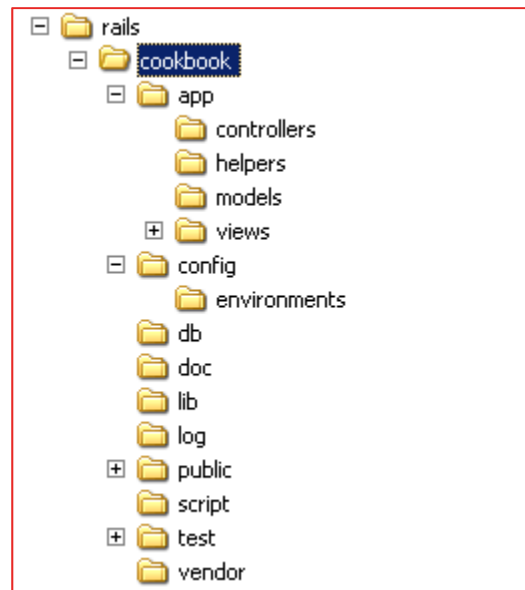 rails
cookbook
app
controllers
helpers
models
views
config
environments
db
doc
lib
log
public
script
test
vendor